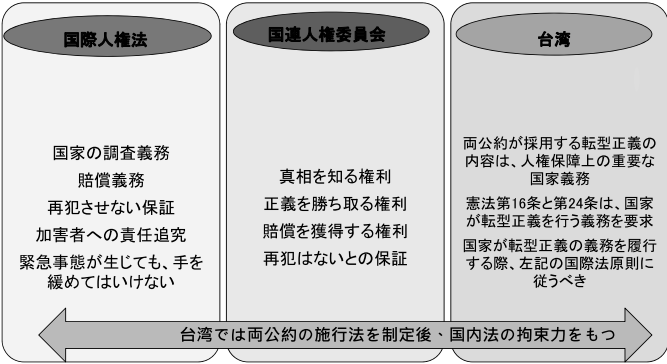 国際人権法
国家の調査義務
賠償義務
再犯させない保証
加害者への責任追究
緊急事態が生じても、手を
緩めてはいけない
国連人権委員会
真相を知る権利
正義を勝ち取る権利
賠償を獲得する権利
再犯はないとの保証
台湾
両公約が採用する転型正義の
内容は、人権保障上の重要な
国家義務
憲法第16条と第24条は、国家
が転型正義を行う義務を要求
国家が転型正義の義務を履行
する際、左記の国際法原則に
従うべき
台湾では両公約の施行法を制定後、国内法の拘束力をもつ